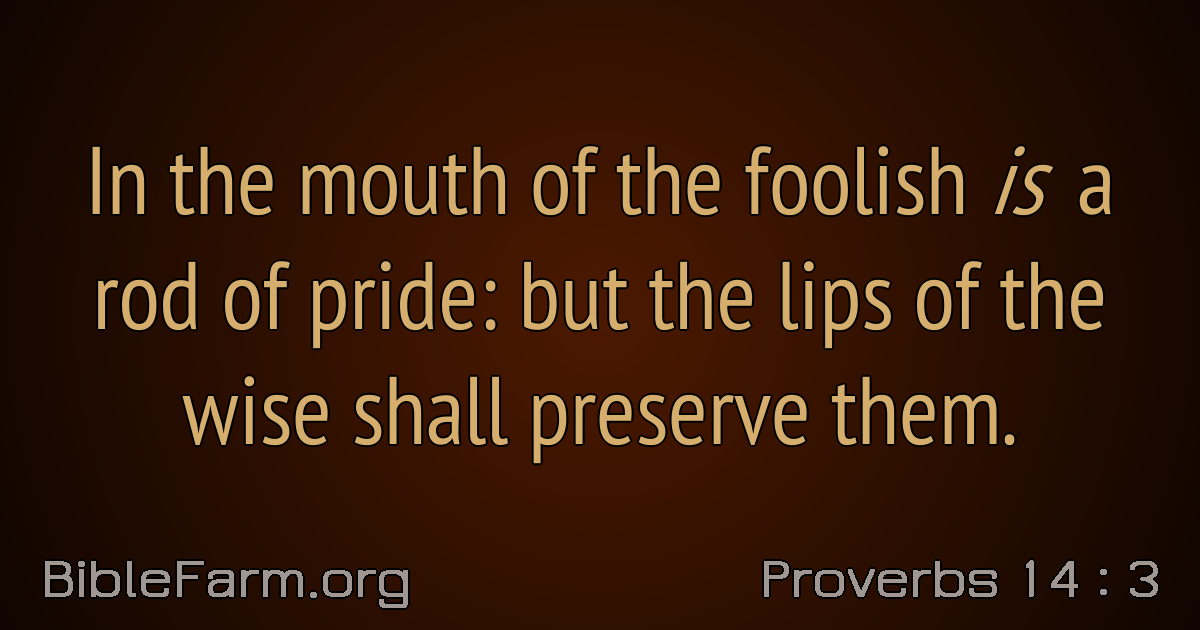 In the mouth of the foolish is a
rod of pride: but the lips of the
wise shall preserve them.
BibleFarm.org
Proverbs 14 : 3